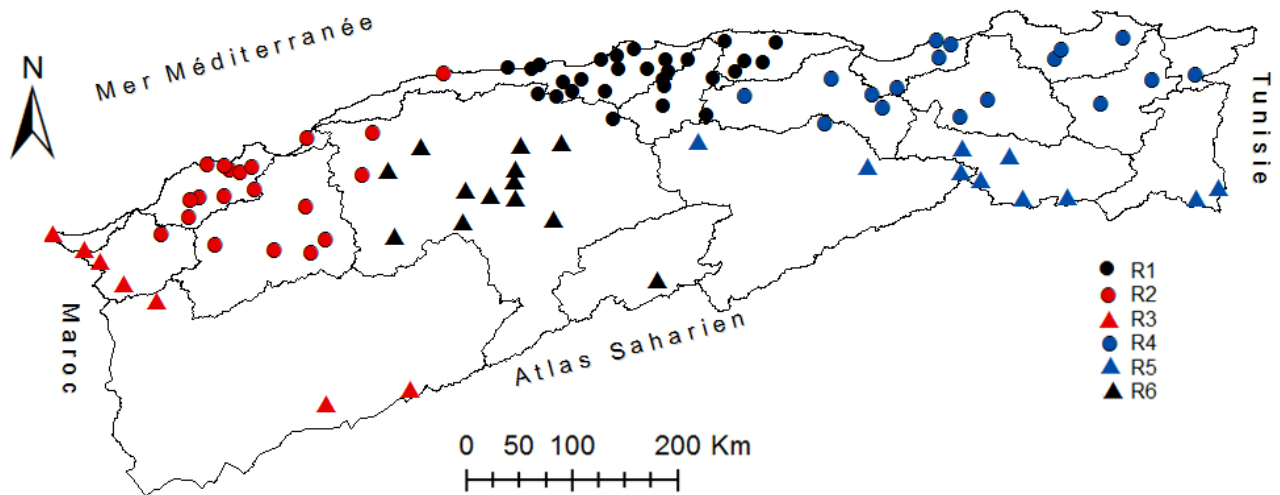 Mer Méditerranée
N
Tunisie
Maroc
Atlas Saharien
R1
R2
R3
R4
R5
R6
0 50 100 200 Km